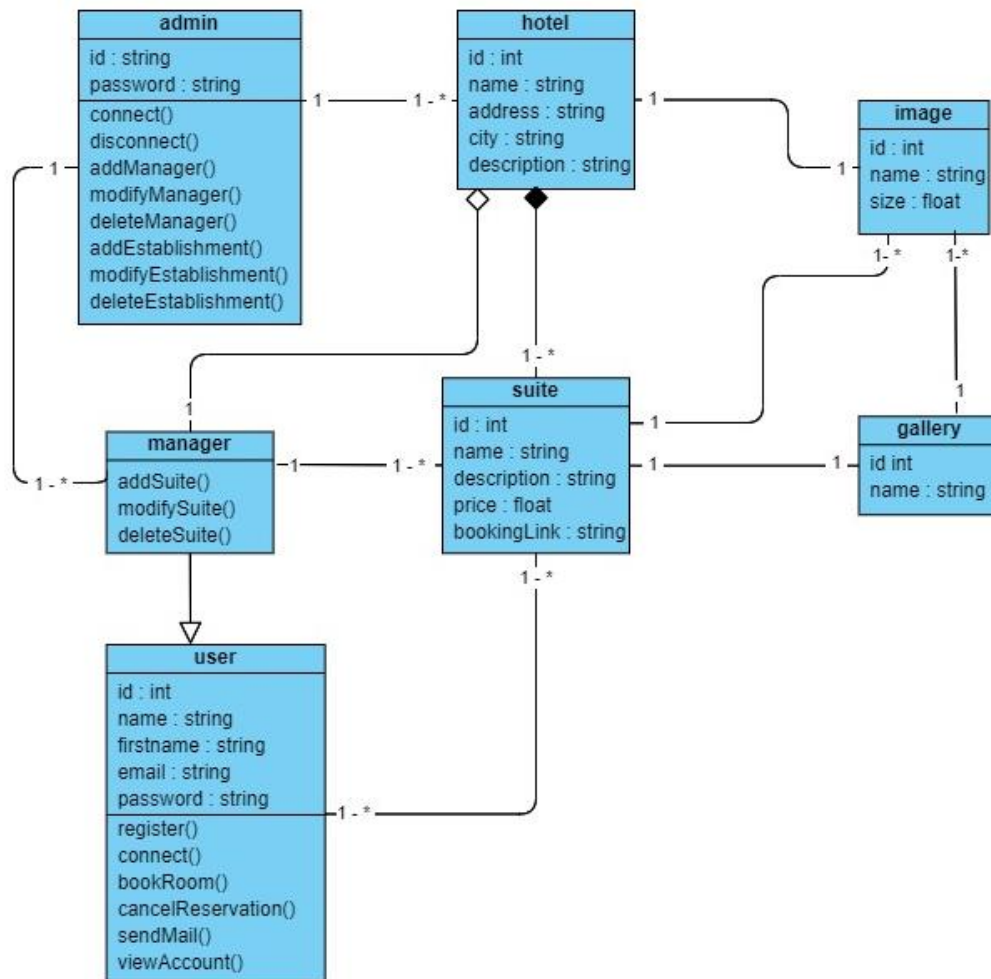 admin
id : string
password : string
connect()
disconnect()
addManager()
modifyManager()
deleteManager()
addEstablishment()
modifyEstablishment()
deleteEstablishment()
1
1 - *
1
1 - *
hotel
id : int
name : string
address : string
city : string
description : string
1
1
image
id : int
name : string
size : float
1- *
1-*
1 - *
1
1
suite
id : int
name : string
description : string
price : float
bookingLink : string
1
1
1
gallery
id int
name : string
manager
addSuite()
modifySuite()
deleteSuite()
1
1 - *
1 - *
user
id : int
name : string
firstname : string
email : string
password : string
register()
connect()
bookRoom()
cancelReservation()
sendMail()
viewAccount()
1 - *